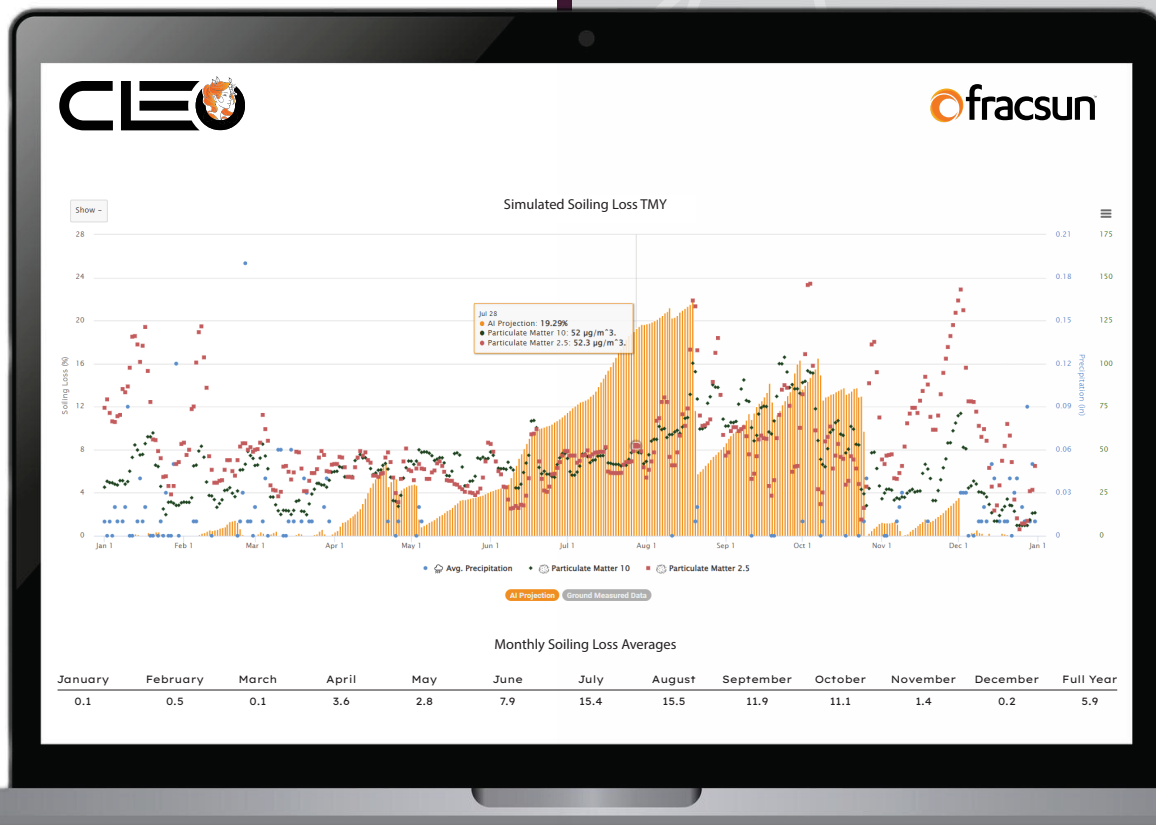 CLEO
fracsun
Show -
Simulated Soiling Loss TMY
28
24
20
16
12
8
4
0
Soiling Loss (%)
0.21
0.18
0.15
0.12
0.09
0.06
0.03
0
Precipitation (in)
175
150
125
100
75
50
25
0
Jul 28
AI Projection: 19.29%
Particulate Matter 10: 52 µg/m^3.
Particulate Matter 2.5: 52.3 µg/m^3.
Jan 1 Feb 1 Mar 1 Apr 1 May 1 Jun 1 Jul 1 Aug 1 Sep 1 Oct 1 Nov 1 Dec 1 Jan 1
Avg. Precipitation Particulate Matter 10 Particulate Matter 2.5
AI Projection Ground Measured Data
Monthly Soiling Loss Averages
January February March April May June July August September October November December Full Year
0.1 0.5 0.1 3.6 2.8 7.9 15.4 15.5 11.9 11.1 1.4 0.2 5.9